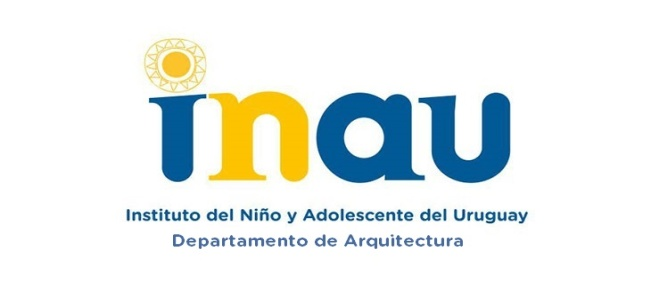 inau
Instituto del Niño y Adolescente del Uruguay
Departamento de Arquitectura